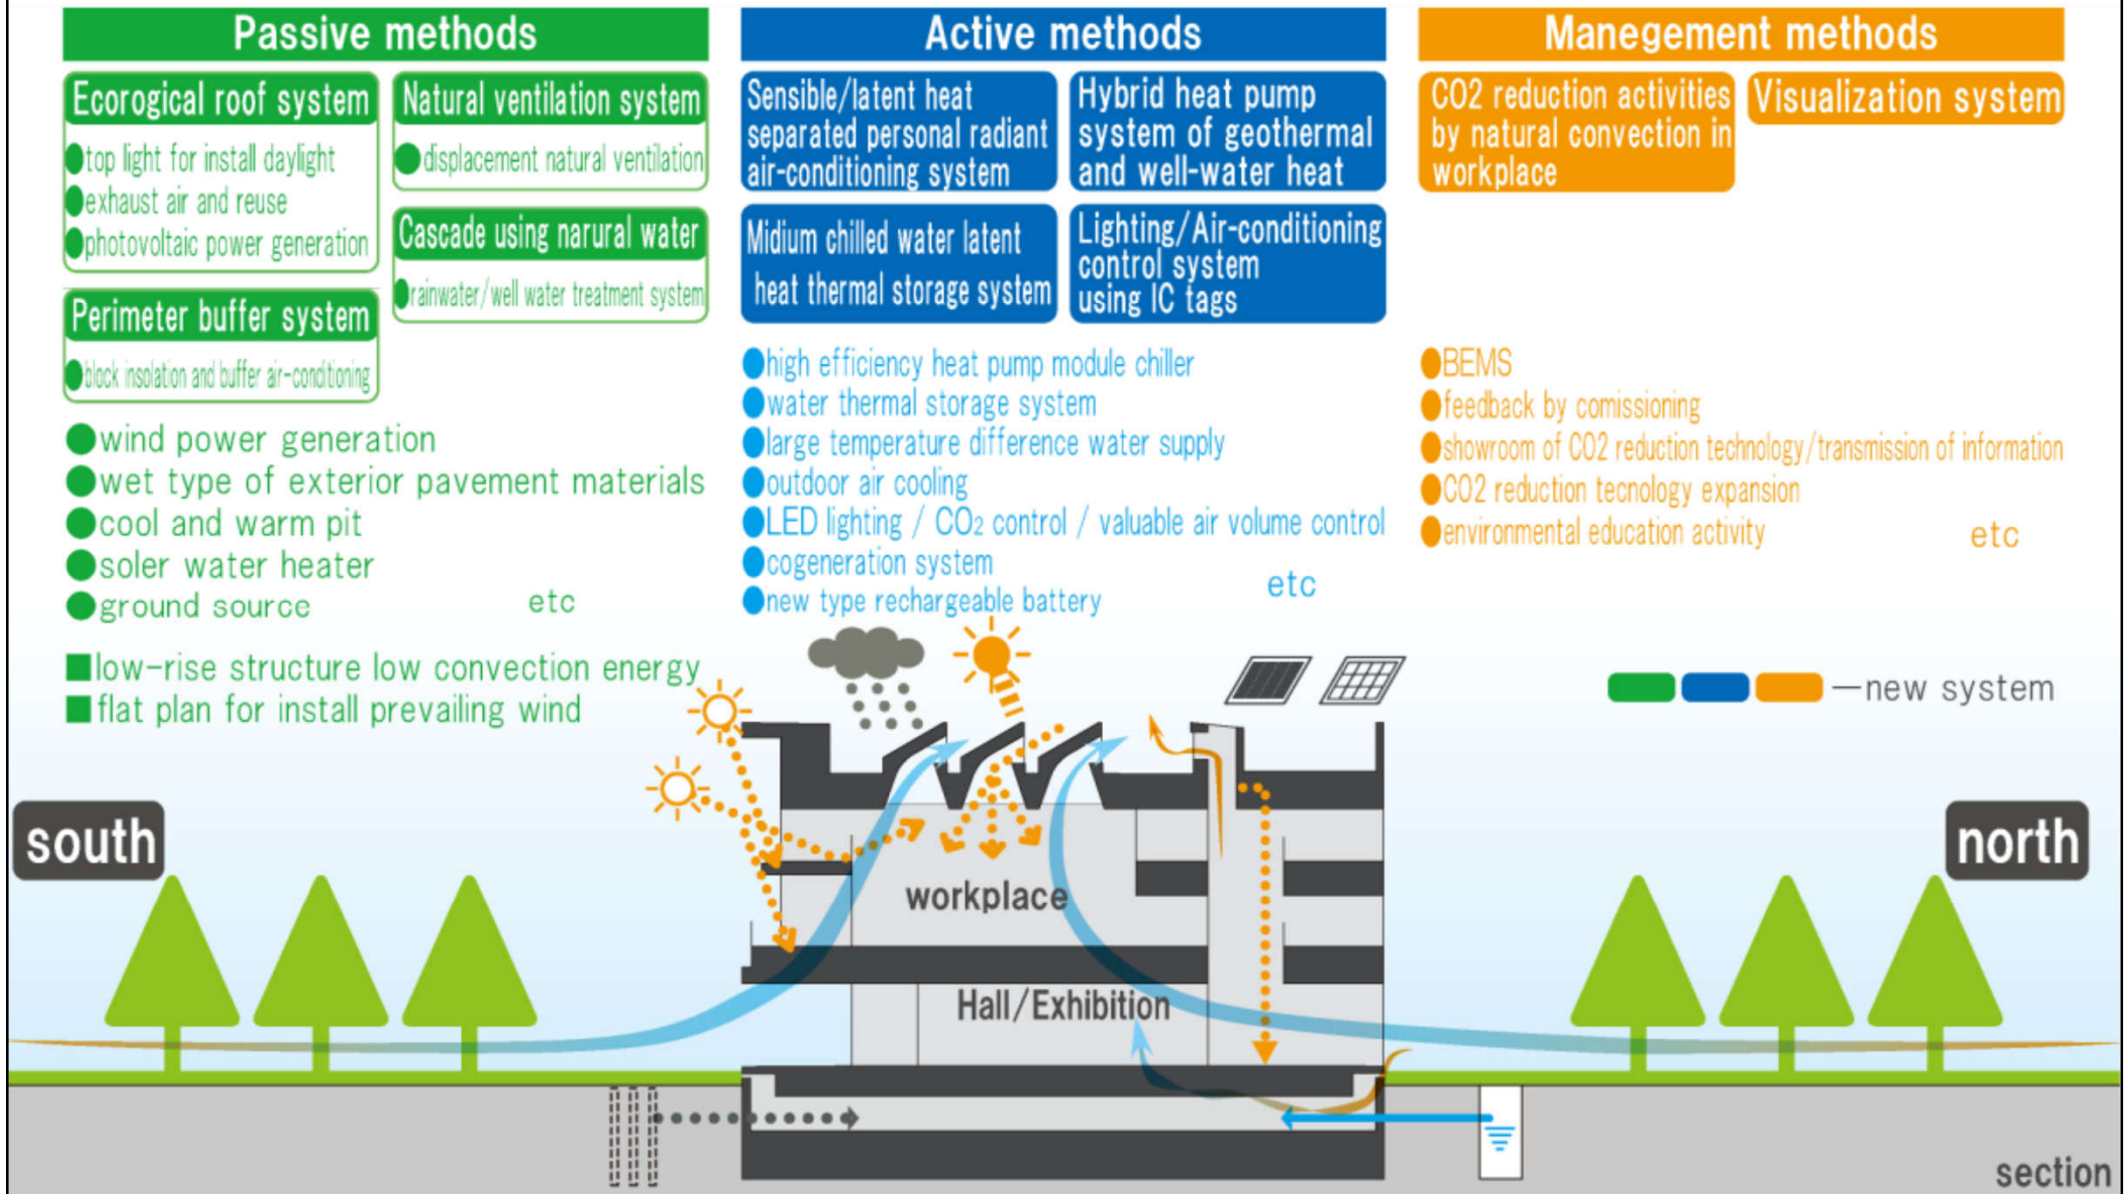 Passive methods
Ecorogical roof system
●top light for install daylight
●exhaust air and reuse
●photovoltaic power generation
Perimeter buffer system
●block insolation and buffer air-conditioning
Natural ventilation system
●displacement natural ventilation
Cascade using narural water
●rainwater/well water treatment system
●wind power generation
●wet type of exterior pavement materials
●cool and warm pit
●soler water heater
●ground source
etc
■low-rise structure low convection energy
■flat plan for install prevailing wind
Active methods
Sensible/latent heat
separated personal radiant
air-conditioning system
Hybrid heat pump
system of geothermal
and well-water heat
Midium chilled water latent
heat thermal storage system
Lighting/Air-conditioning
control system
using IC tags
●high efficiency heat pump module chiller
●water thermal storage system
●large temperature difference water supply
●outdoor air cooling
●LED lighting / CO2 control / valuable air volume control
●cogeneration system
●new type rechargeable battery
etc
Manegement methods
CO2 reduction activities
by natural convection in
workplace
Visualization system
●BEMS
●feedback by comissioning
●showroom of CO2 reduction technology/transmission of information
●CO2 reduction tecnology expansion
●environmental education activity
etc
—new system
south
north
workplace
Hall/Exhibition
section